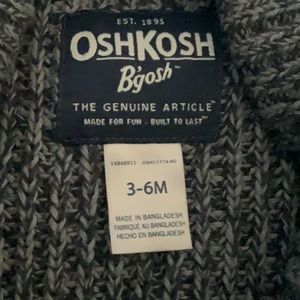 EST. 1895
OSHKOSH
B'gosh
THE GENUINE ARTICLE
MADE FOR FUN - BUILT TO LAST
3-6M
MADE IN BANGLADESH
FABRIQUÉ AU BANGLADESH
HECHO EN BANGLADESH